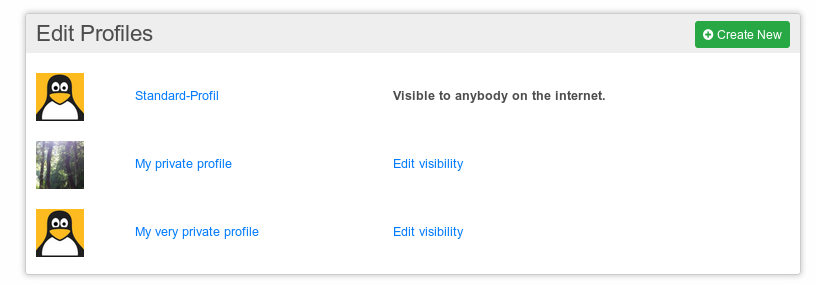 Edit Profiles
Create New
Standard-Profil
Visible to anybody on the internet.
My private profile
Edit visibility
My very private profile
Edit visibility